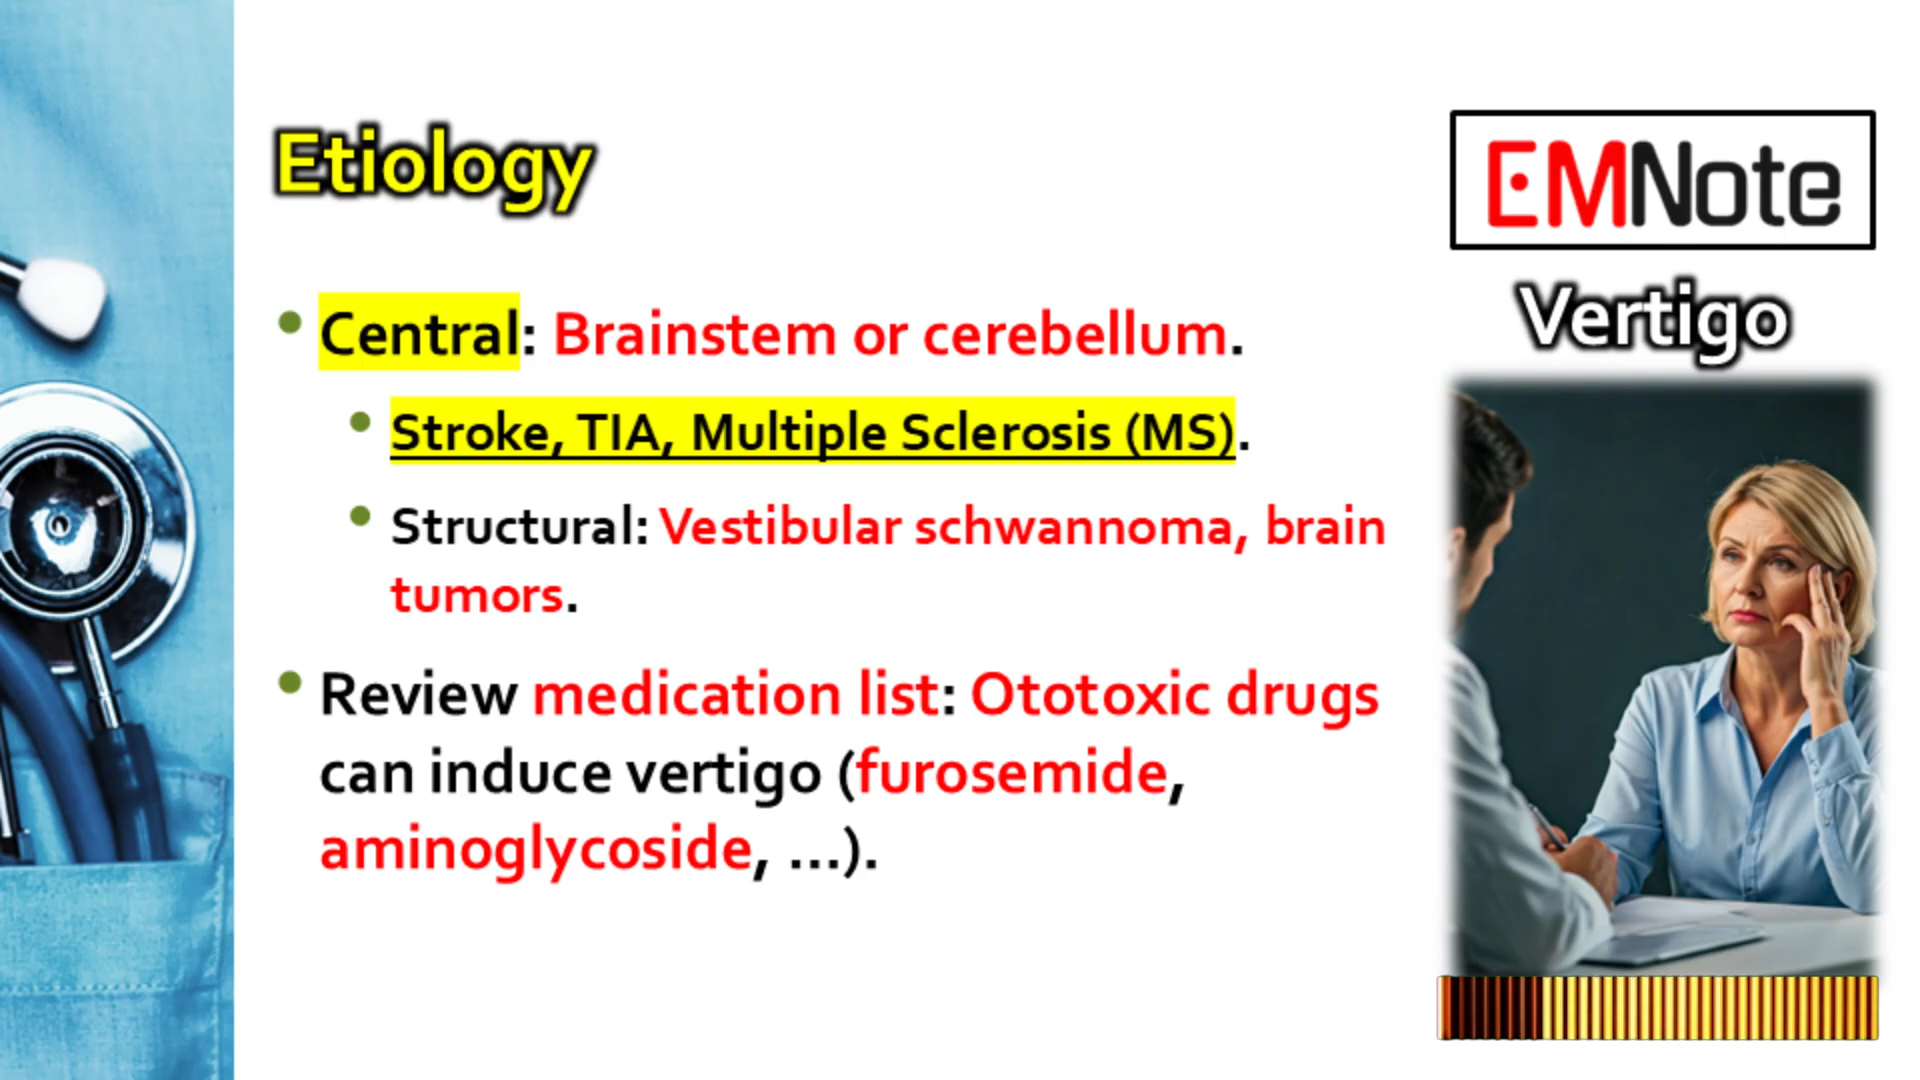 Etiology
• Central: Brainstem or cerebellum.
• Stroke, TIA, Multiple Sclerosis (MS).
• Structural: Vestibular schwannoma, brain
tumors.
• Review medication list: Ototoxic drugs
can induce vertigo (furosemide,
aminoglycoside, ...).
EMNote
Vertigo